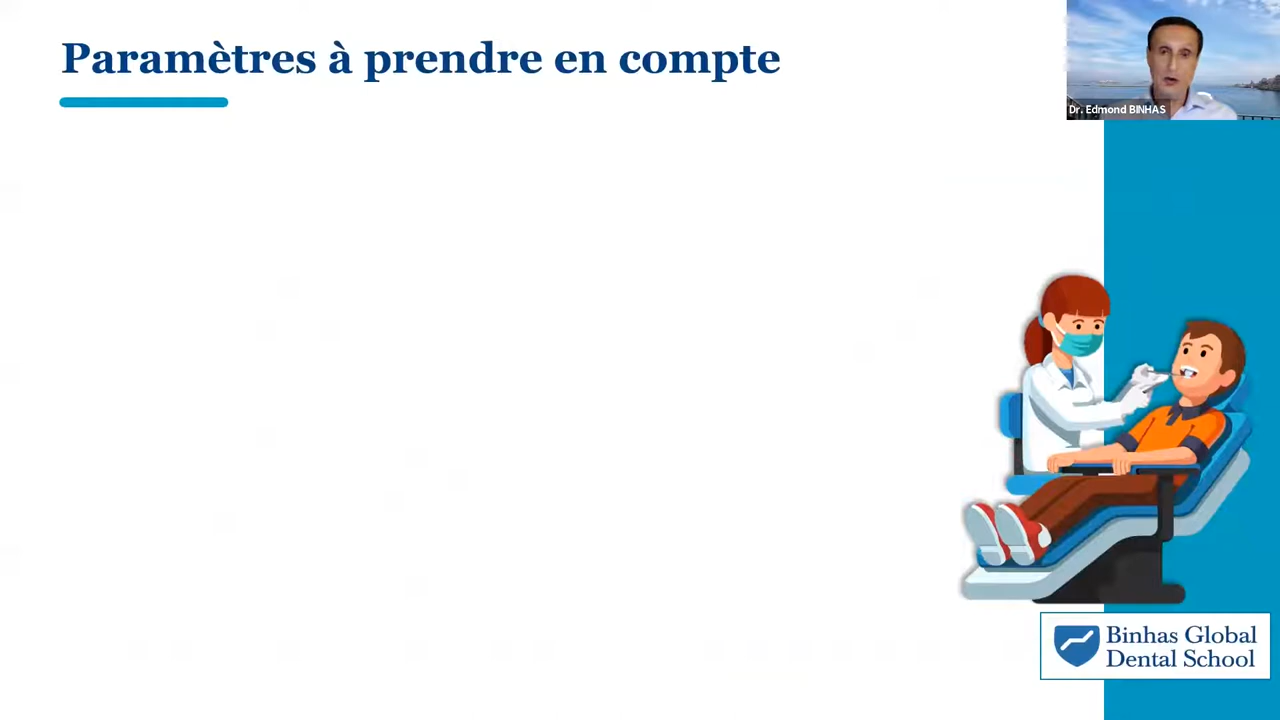 Paramètres à prendre en compte
Dr. Edmond BINHAS
Binhas Global
Dental School